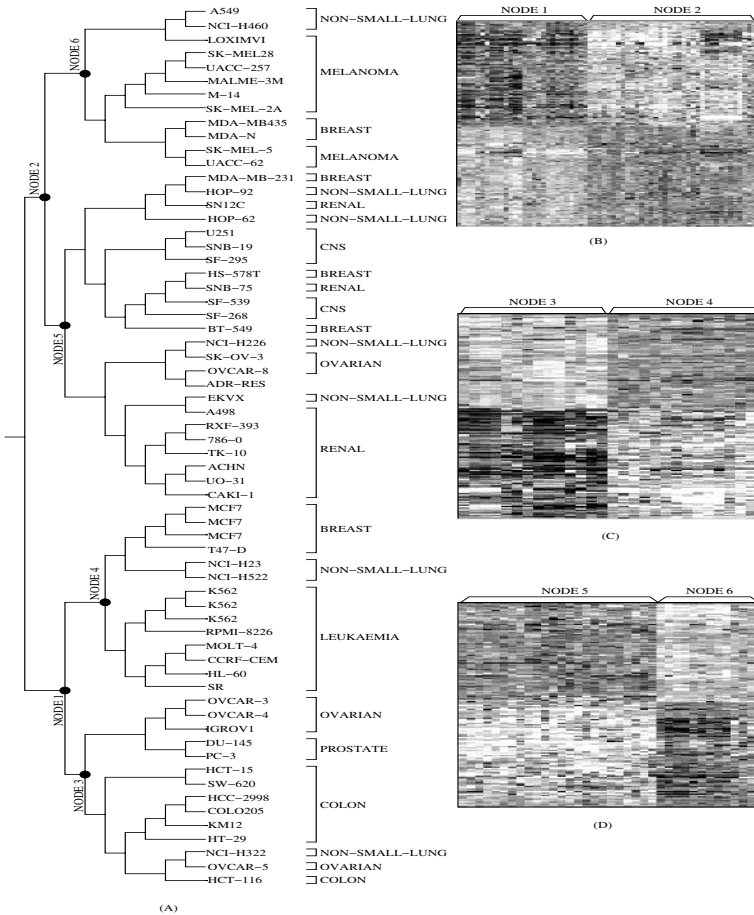 A549
NCI-H460
NON-SMALL-LUNG
LOXIMVI
SK-MEL28
UACC-257
MALME-3M
M-14
SK-MEL-2A
MELANOMA
MDA-MB435
MDA-N
BREAST
SK-MEL-5
UACC-62
MELANOMA
MDA-MB-231
BREAST
HOP-92
NON-SMALL-LUNG
SN12C
RENAL
HOP-62
NON-SMALL-LUNG
U251
SNB-19
SF-295
CNS
HS-578T
BREAST
SNB-75
RENAL
SF-539
SF-268
CNS
BT-549
BREAST
NCI-H226
NON-SMALL-LUNG
SK-OV-3
OVCAR-8
ADR-RES
OVARIAN
EKVX
NON-SMALL-LUNG
A498
RXF-393
786-0
TK-10
ACHN
UO-31
CAKI-1
RENAL
MCF7
MCF7
MCF7
T47-D
BREAST
NCI-H23
NCI-H522
NON-SMALL-LUNG
K562
K562
K562
RPMI-8226
MOLT-4
CCRF-CEM
HL-60
SR
LEUKAEMIA
OVCAR-3
OVCAR-4
IGROV1
OVARIAN
DU-145
PC-3
PROSTATE
HCT-15
SW-620
HCC-2998
COLO205
KM12
HT-29
COLON
NCI-H322
NON-SMALL-LUNG
OVCAR-5
OVARIAN
HCT-116
COLON
NODE 6
NODE 2
NODE5
NODE 4
NODE1
NODE 3
(A)
NODE 1
NODE 2
(B)
NODE 3
NODE 4
(C)
NODE 5
NODE 6
(D)